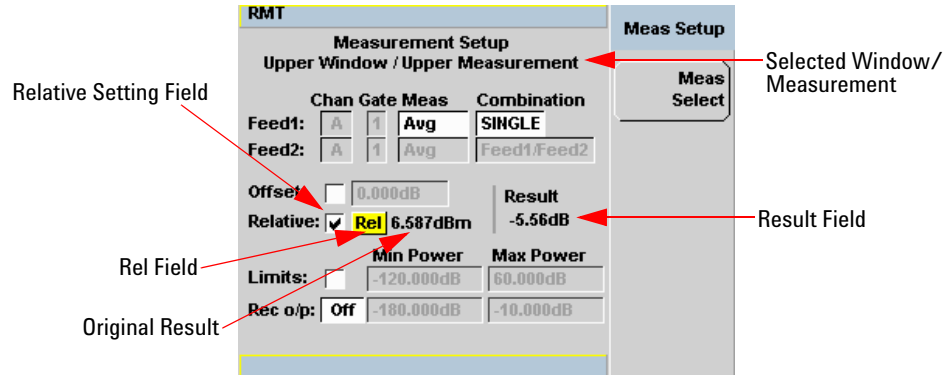 RMT
Meas Setup
Measurement Setup
Upper Window / Upper Measurement
Selected Window/
Measurement
Meas
Select
Relative Setting Field
Chan Gate Meas Combination
Feed1: A 1 Avg SINGLE
Feed2: A 1 Avg Feed1/Feed2
Offset 0.000dB Result
Relative: Rel 6.587dBm -5.56dB
Result Field
Rel Field
Min Power Max Power
Limits: -120.000dB 60.000dB
Original Result
Rec o/p: Off -180.000dB -10.000dB